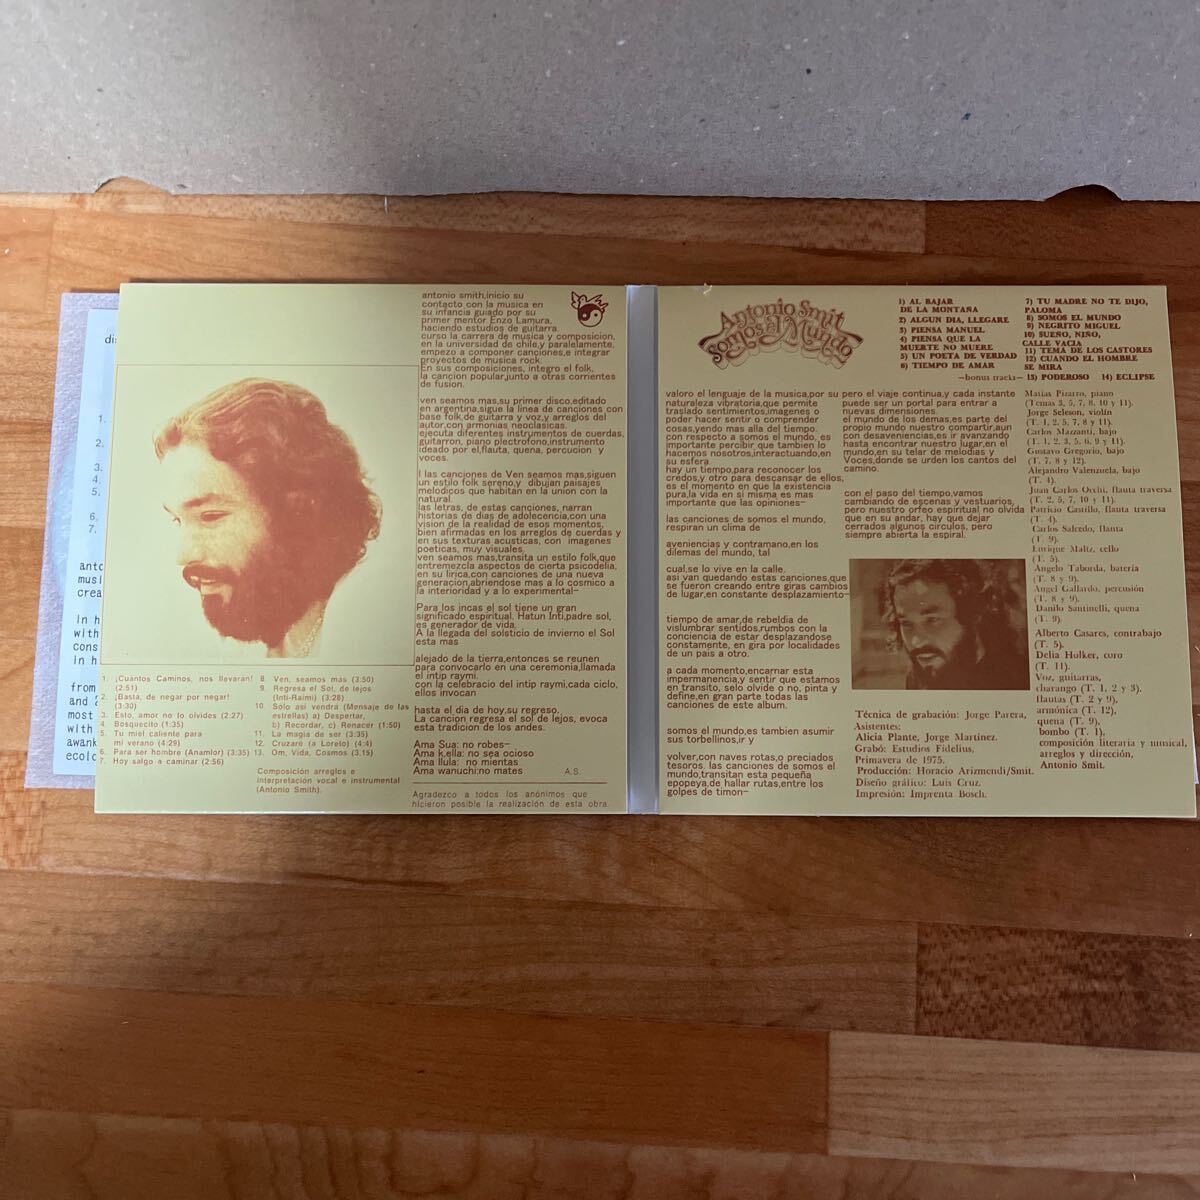 dis
1.
2.
3.
4.
5.
6.
7.
anto
musi
crea
In h
with
cons
in h
from
and 2
most
with
awank
ecolo
antonio smith,inicio su
contacto con la musica en
su infancia guiado por su
primer mentor Enzo Lamura,
haciendo estudios de guitarra.
curso la carrera de musica y composicion,
en la universidad de chile,y paralelamente,
empezo a componer canciones,e integrar
proyectos de musica rock.
En sus composiciones, integro el folk,
la cancion popular,junto a otras corrientes
de fusion.
ven seamos mas,su primer disco,editado
en argentina,sigue la linea de canciones con
base folk,de guitarra y voz,y arreglos del
autor,con armonias neoclasicas.
ejecuta diferentes instrumentos de cuerdas,
guitarron, piano plectrofono,instrumento
ideado por el,flauta, quena, percucion y
voces.
l las canciones de Ven seamos mas,siguen
un estilo folk sereno,y dibujan paisajes
melodicos que habitan en la union con la
natural.
las letras, de estas canciones, narran
historias de dias de adolecencia,con una
vision de la realidad de esos momentos,
bien afirmadas en los arreglos de cuerdas y
en sus texturas acusticas, con imagenes
poeticas, muy visuales.
ven seamos mas,transita un estilo folk,que
entremezcla aspectos de cierta psicodelia,
en su lirica,con canciones de una nueva
generacion,abriendose mas a lo cosmico a
la interioridad y a lo experimental-
Para los incas el sol tiene un gran
significado espiritual. Hatun Inti,padre sol,
es generador de vida,
A la llegada del solsticio de invierno el Sol
esta mas
alejado de la tierra,entonces se reunen
para convocarlo en una ceremonia,llamada
el intip raymi.
con la celebracio del intip raymi,cada ciclo,
ellos invocan
hasta el dia de hoy,su regreso.
La cancion regresa el sol de lejos, evoca
esta tradicion de los andes.
Ama Sua: no robes-
Ama k,ella: no sea ocioso
Ama llula: no mientas
Ama wanuchi:no mates
A.S.
Agradezco a todos los anónimos que
hicieron posible la realización de esta obra.
1. ¡Cuántos Caminos, nos llevaran!
(2:51)
2. ¡Basta, de negar por negar!
(3:30)
3. Esto, amor no lo olvides (2:27)
4. Bosquecito (1:35)
5. Tu miel caliente para
mi verano (4:29)
6. Para ser hombre (Anamlor) (3:35)
7. Hoy salgo a caminar (2:56)
8. Ven, seamos mas (3:50)
9. Regresa el Sol, de lejos
(Inti-Raimi) (3:28)
10. Sólo así vendrá (Mensaje de las
estrellas) a) Despertar,
b) Recordar, c) Renacer (1:50)
11. La magia de ser (3:35)
12. Cruzaré (a Lorelo) (4:4)
13. Om, Vida, Cosmos (3.15)
Composición arreglos e
interpretación vocal e instrumental
(Antonio Smith).
Antonio Smit
Somos El Mundo
1) AL BAJAR
DE LA MONTAÑA
2) ALGUN DIA, LLEGARE
3) PIENSA MANUEL
4) PIENSA QUE LA
MUERTE NO MUERE
5) UN POETA DE VERDAD
6) TIEMPO DE AMAR
7) TU MADRE NO TE DIJO,
PALOMA
8) SOMOS EL MUNDO
9) NEGRITO MIGUEL
10) SUEÑO, NIÑO,
CALLE VACIA
11) TEMA DE LOS CASTORES
12) CUANDO EL HOMBRE
SE MIRA
-bonus tracks- 13) PODEROSO 14) ECLIPSE
valoro el lenguaje de la musica,por su
naturaleza vibratoria,que permite
traslado sentimientos,imagenes o
poder hacer sentir o comprender
cosas,yendo mas alla del tiempo.
con respecto a somos el mundo, es
importante percibir que tambien lo
hacemos nosotros,interactuando,en
su esfera.
hay un tiempo,para reconocer los
credos,y otro para descansar de ellos,
es el momento en que la existencia
pura,la vida en si misma es mas
importante que las opiniones-
las canciones de somos el mundo,
respiran un clima de
aveniencias y contramano,en los
dilemas del mundo, tal
cual,se lo vive en la calle.
asi van quedando estas canciones,que
se fueron creando entre giras cambios
de lugar,en constante desplazamiento-
tiempo de amar,de rebeldia de
vislumbrar sentidos,rumbos con la
conciencia de estar desplazandose
constante, en gira por localidades
de un pais a otro.
a cada momento,encarnar esta
impermanencia,y sentir que estamos
en transito, selo olvide o no, pinta y
define,en gran parte todas las
canciones de este album.
somos el mundo,es tambien asumir
sus torbellinos,ir y
volver,con naves rotas,o preciados
tesoros. las canciones de somos el
mundo,transitan esta pequeña
epopeya,de hallar rutas,entre los
golpes de timon-
pero el viaje continua,y cada instante
puede ser un portal para entrar a
nuevas dimensiones.
el mundo de los demas,es parte del
propio mundo nuestro compartir,aun
con desaveniencias,es ir avanzando
hasta encontrar nuestro lugar,en el
mundo,en su telar de melodias y
Voces,donde se urden los cantos del
camino.
con el paso del tiempo,vamos
cambiando de escenas y vestuarios,
pero nuestro orfeo espiritual no olvida
que en su andar, hay que dejar
cerrados algunos circulos, pero
siempre abierta la espiral.
Técnica de grabación: Jorge Parera,
Asistentes:
Alicia Plante, Jorge Martínez.
Grabó: Estudios Fidelius,
Primavera de 1975.
Producción: Horacio Arizmendi/Smit.
Diseño gráfico: Luis Cruz.
Impresión: Imprenta Bosch.
Matías Pizarro, piano
(Temas 3, 5, 7, 8, 10 y 11).
Jorge Seleson, violín
(T. 1, 2, 5, 7, 8 y 11).
Carlos Mazzanti, bajo
(T. 1, 2, 3, 5, 6, 9 y 11).
Gustavo Gregorio, bajo
(T. 7, 8 y 12).
Alejandro Valenzuela, bajo
(T. 4).
Juan Carlos Occhi, flauta traversa
(T. 2, 5, 7, 10 y 11).
Patricio Castillo, flauta traversa
(T. 4).
Carlos Salcedo, flauta
(T. 9).
Enrique Maltz, cello
(T. 5).
Angelo Taborda, batería
(T. 8 y 9).
Angel Gallardo, percusión
(T. 8 y 9).
Danilo Santinelli, quena
(T. 9).
Alberto Casares, contrabajo
(T. 5).
Delia Holker, coro
(T. 11).
Voz, guitarras,
charango (T. 1, 2 y 3),
flautas (T. 2 y 9),
armónica (T. 12),
quena (T. 9),
bombo (T. 1),
composición literaria y musical,
arreglos y dirección,
Antonio Smit.